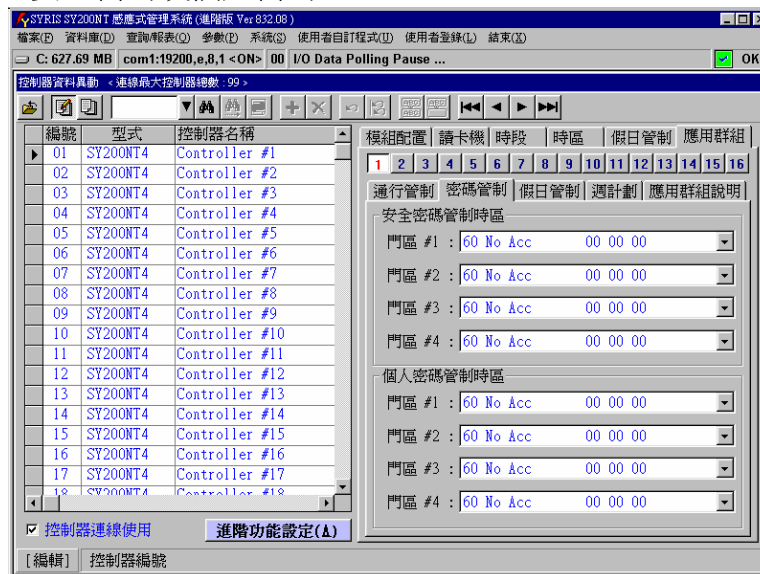 SYRIS SY200NT 感應式管理系統 (進階版 Ver 8.32.08 )
檔案(F) 資料庫(D) 查詢/報表(Q) 參數(P) 系統(S) 使用者自訂程式(U) 使用者登錄(L) 結束(X)
C: 627.69 MB com1:19200,e,8,1 <ON> 00 I/O Data Polling Pause ... OK
控制器資料異動 <連線最大控制器總數 : 99 >
編號 型式 控制器名稱
01 SY200NT4 Controller #1
02 SY200NT4 Controller #2
03 SY200NT4 Controller #3
04 SY200NT4 Controller #4
05 SY200NT4 Controller #5
06 SY200NT4 Controller #6
07 SY200NT4 Controller #7
08 SY200NT4 Controller #8
09 SY200NT4 Controller #9
10 SY200NT4 Controller #10
11 SY200NT4 Controller #11
12 SY200NT4 Controller #12
13 SY200NT4 Controller #13
14 SY200NT4 Controller #14
15 SY200NT4 Controller #15
16 SY200NT4 Controller #16
17 SY200NT4 Controller #17
18 SY200NT4 Controller #18
控制器連線使用 進階功能設定(A)
模組配置 讀卡機 時段 時區 假日管制 應用群組
1 2 3 4 5 6 7 8 9 10 11 12 13 14 15 16
通行管制 密碼管制 假日管制 週計劃 應用群組說明
安全密碼管制時區
門區 #1 : 60 No Acc 00 00 00
門區 #2 : 60 No Acc 00 00 00
門區 #3 : 60 No Acc 00 00 00
門區 #4 : 60 No Acc 00 00 00
個人密碼管制時區
門區 #1 : 60 No Acc 00 00 00
門區 #2 : 60 No Acc 00 00 00
門區 #3 : 60 No Acc 00 00 00
門區 #4 : 60 No Acc 00 00 00
[編輯] 控制器編號